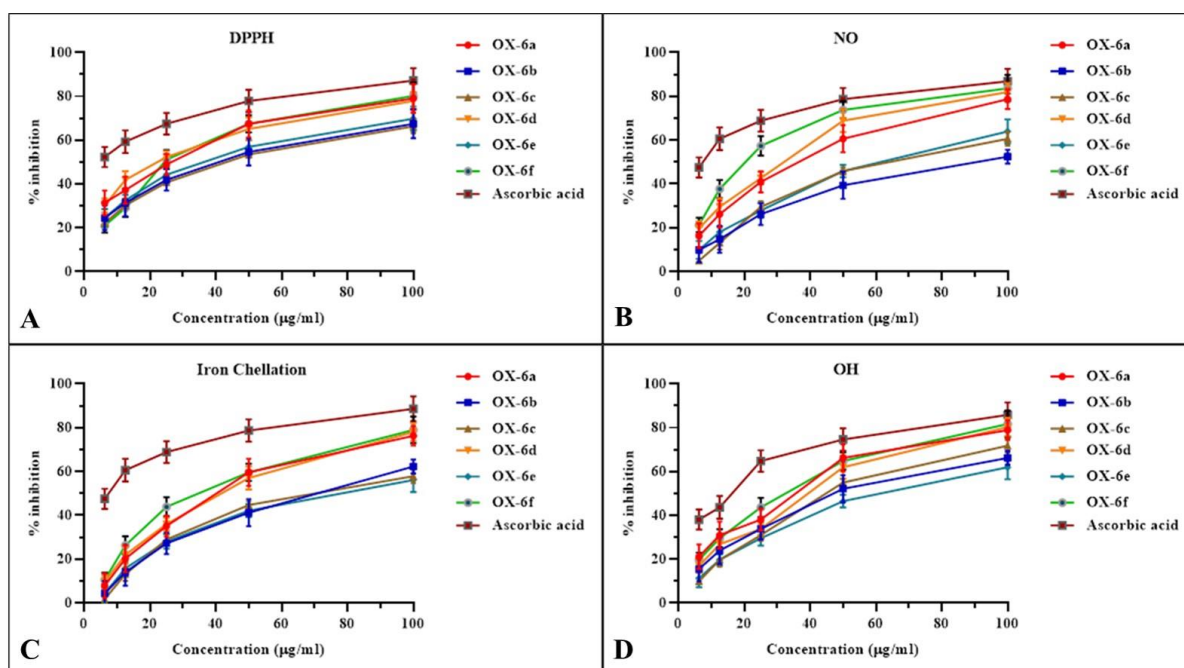 DPPH
% inhibition
100
80
60
40
20
0
0 20 40 60 80 100
Concentration (µg/ml)
OX-6a
OX-6b
OX-6c
OX-6d
OX-6e
OX-6f
Ascorbic acid
A
NO
% inhibition
100
80
60
40
20
0
0 20 40 60 80 100
Concentration (µg/ml)
OX-6a
OX-6b
OX-6c
OX-6d
OX-6e
OX-6f
Ascorbic acid
B
Iron Chellation
% inhibition
100
80
60
40
20
0
0 20 40 60 80 100
Concentration (µg/ml)
OX-6a
OX-6b
OX-6c
OX-6d
OX-6e
OX-6f
Ascorbic acid
C
OH
% inhibition
100
80
60
40
20
0
0 20 40 60 80 100
Concentration (µg/ml)
OX-6a
OX-6b
OX-6c
OX-6d
OX-6e
OX-6f
Ascorbic acid
D